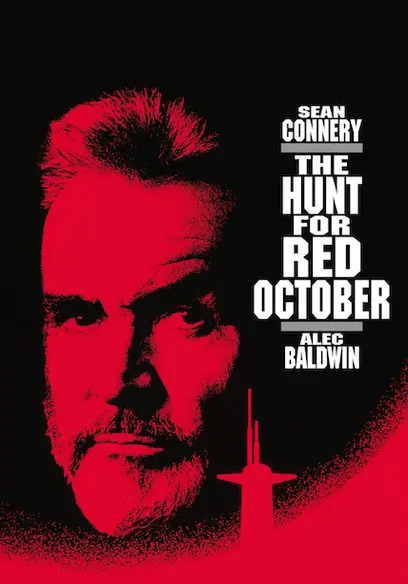 SEAN
CONNERY
THE
HUNT
FOR
RED
OCTOBER
ALEC
BALDWIN